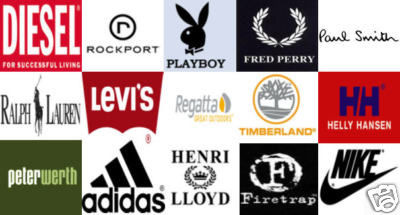 DIESEL®
FOR SUCCESSFUL LIVING
ROCKPORT
PLAYBOY
FRED PERRY
Paul Smith
RALPH LAUREN
LEVI'S
®
Regatta
GREAT OUTDOORS
TIMBERLAND®
HH
HELLY HANSEN
peterwerth
adidas®
HENRI
LLOYD
F
Firetrap
NIKE